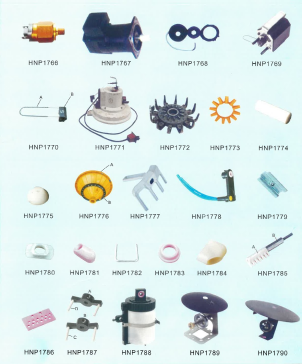 HNP1766 HNP1767 HNP1768 HNP1769
A B
HNP1770 HNP1771 HNP1772 HNP1773 HNP1774
A
B
HNP1775 HNP1776 HNP1777 HNP1778 HNP1779
A B
HNP1780 HNP1781 HNP1782 HNP1783 HNP1784 HNP1785
A B
D
C
HNP1786 HNP1787 HNP1788 HNP1789 HNP1790